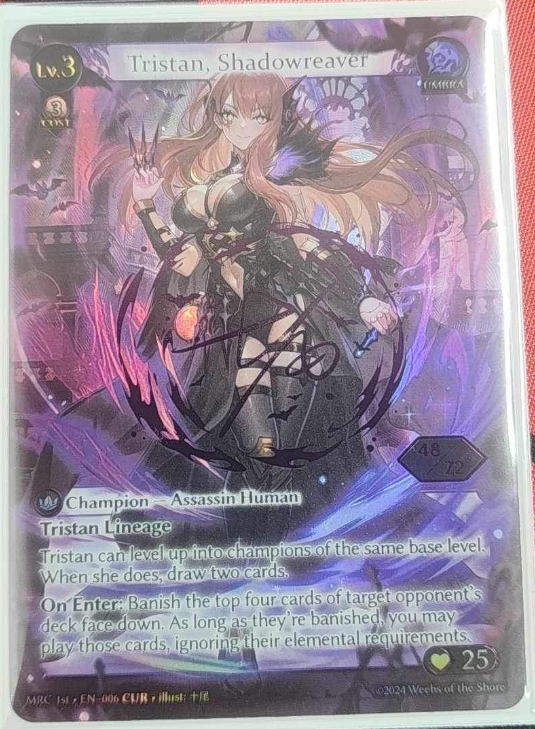 Lv.3
Tristan, Shadowreaver
UMBRA
3
COST
48
72
Champion — Assassin Human
Tristan Lineage
Tristan can level up into champions of the same base level.
When she does, draw two cards.
On Enter: Banish the top four cards of target opponent's
deck face down. As long as they're banished, you may
play those cards, ignoring their elemental requirements.
25
MRC 1st • EN-006 CUR • illust: 十尾
©2024 Weebs of the Shore